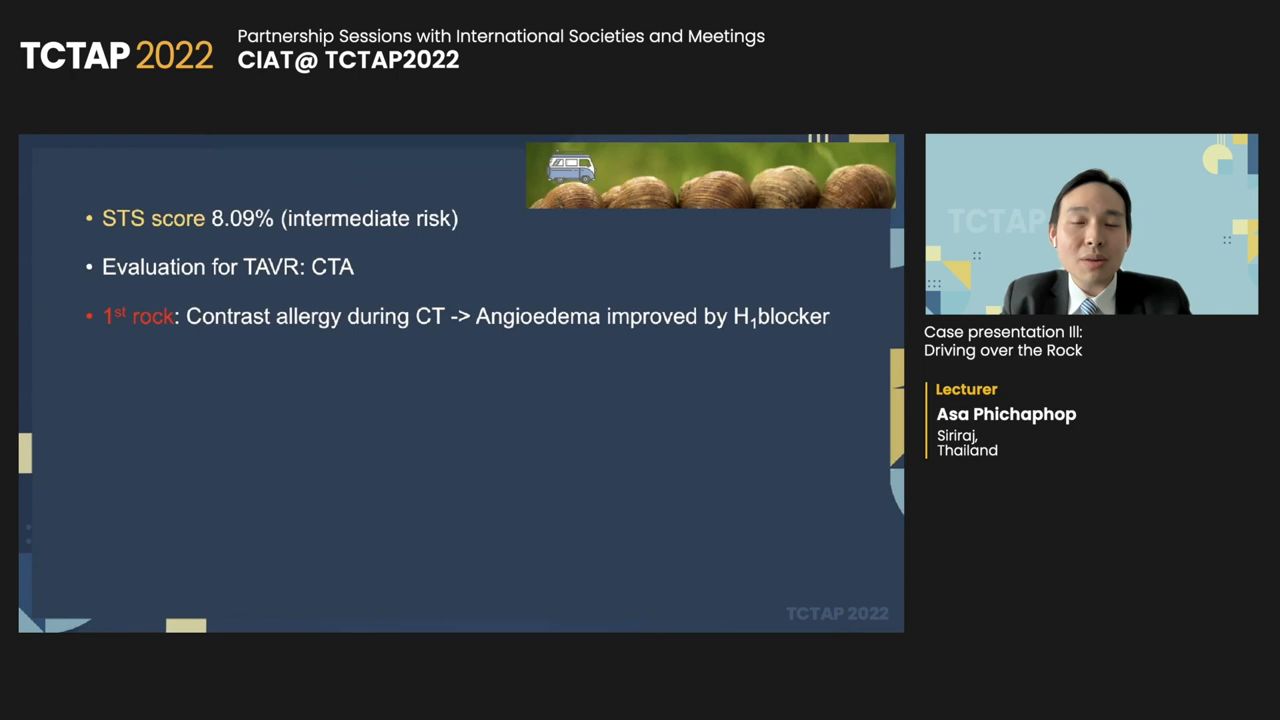 TCTAP 2022
Partnership Sessions with International Societies and Meetings
CIAT@ TCTAP2022
• STS score 8.09% (intermediate risk)
• Evaluation for TAVR: CTA
• 1st rock: Contrast allergy during CT -> Angioedema improved by H₁blocker
TCTAP 2022
TCTAP
Case presentation III:
Driving over the Rock
Lecturer
Asa Phichaphop
Siriraj,
Thailand